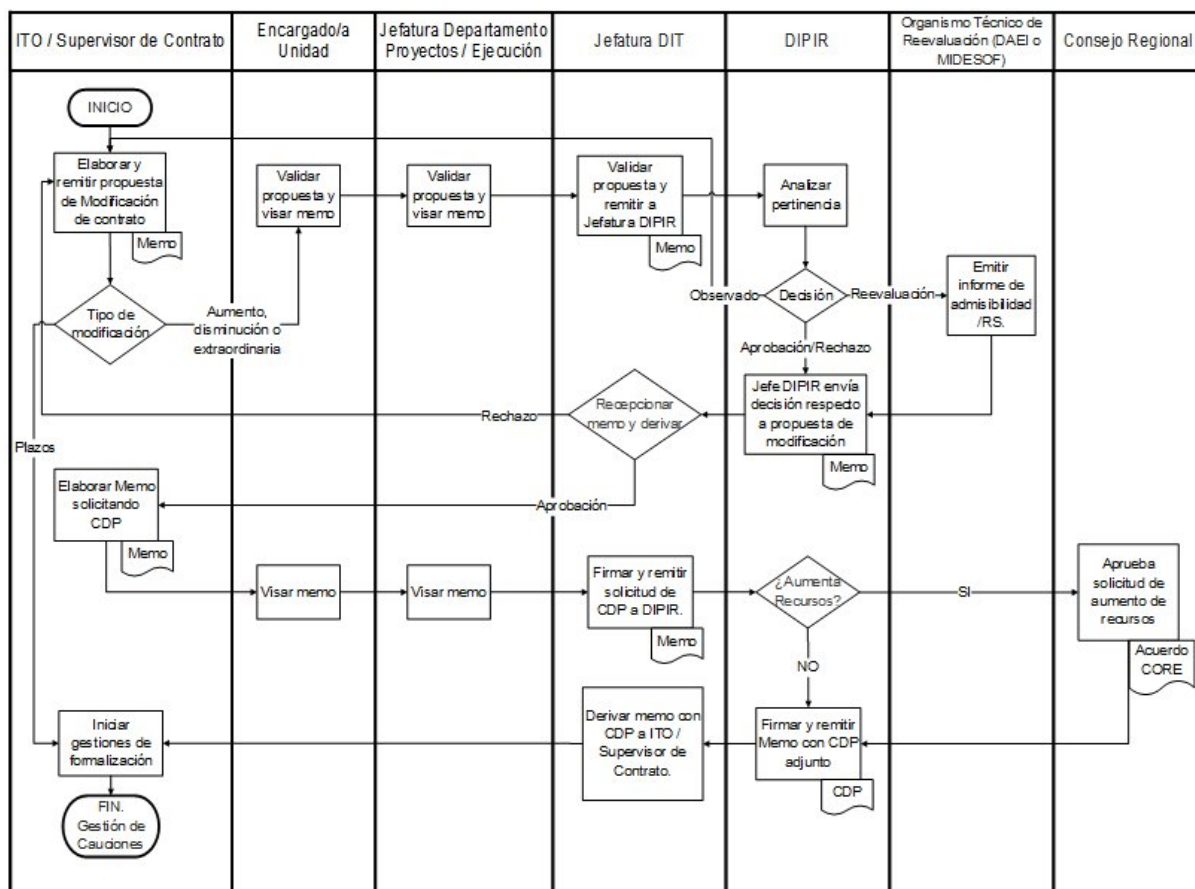 ITO / Supervisor de Contrato
Encargado/a
Unidad
Jefatura Departamento
Proyectos / Ejecución
Jefatura DIT
DIPIR
Organismo Técnico de
Reevaluación (DAEI o
MIDESOF)
Consejo Regional
INICIO
Elaborar y
remitir propuesta
de Modificación
de contrato
Memo
Validar
propuesta y
visar memo
Validar
propuesta y
visar memo
Validar
propuesta y
remitir a
Jefatura DIPIR
Memo
Analizar
pertinencia
Tipo de
modificación
Aumento,
disminución o
extraordinaria
Observado
Decisión
Reevaluación
Emitir
informe de
admisibilidad
/RS.
Aprobación/Rechazo
Rechazo
Recepcionar
memo y derivar
Jefe DIPIR envía
decisión respecto
a propuesta de
modificación
Memo
Plazos
Elaborar Memo
solicitando
CDP
Memo
Aprobación
Visar memo
Visar memo
Firmar y remitir
solicitud de
CDP a DIPIR.
Memo
¿Aumenta
Recursos?
SI
Aprueba
solicitud de
aumento de
recursos
Acuerdo
CORE
NO
Iniciar
gestiones de
formalización
Derivar memo con
CDP a ITO /
Supervisor de
Contrato.
Firmar y remitir
Memo con CDP
adjunto
CDP
FIN.
Gestión de
Cauciones